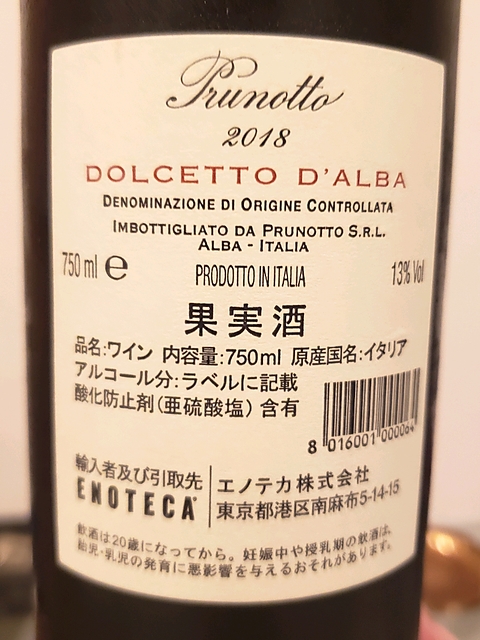 Prunotto
2018
DOLCETTO D'ALBA
DENOMINAZIONE DI ORIGINE CONTROLLATA
IMBOTTIGLIATO DA PRUNOTTO S.R.L.
ALBA - ITALIA
750 ml ℮ PRODOTTO IN ITALIA 13% Vol
果実酒
品名:ワイン 内容量:750ml 原産国名:イタリア
アルコール分:ラベルに記載
酸化防止剤(亜硫酸塩) 含有
8 016001 000064
輸入者及び引取先 エノテカ株式会社
ENOTECA 東京都港区南麻布5-14-15
飲酒は20歳になってから。妊娠中や授乳期の飲酒は、
胎児・乳児の発育に悪影響を与えるおそれがあります。